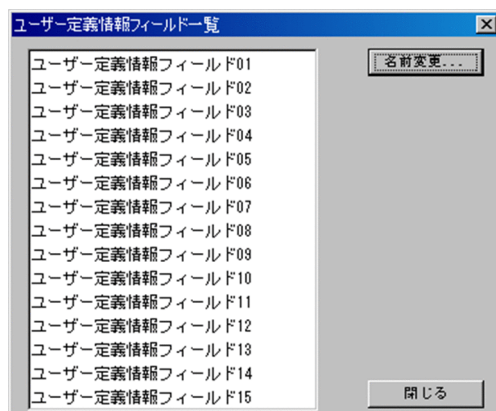 ユーザー定義情報フィールド一覧
ユーザー定義情報フィールド01
ユーザー定義情報フィールド02
ユーザー定義情報フィールド03
ユーザー定義情報フィールド04
ユーザー定義情報フィールド05
ユーザー定義情報フィールド06
ユーザー定義情報フィールド07
ユーザー定義情報フィールド08
ユーザー定義情報フィールド09
ユーザー定義情報フィールド10
ユーザー定義情報フィールド11
ユーザー定義情報フィールド12
ユーザー定義情報フィールド13
ユーザー定義情報フィールド14
ユーザー定義情報フィールド15
名前変更...
閉じる